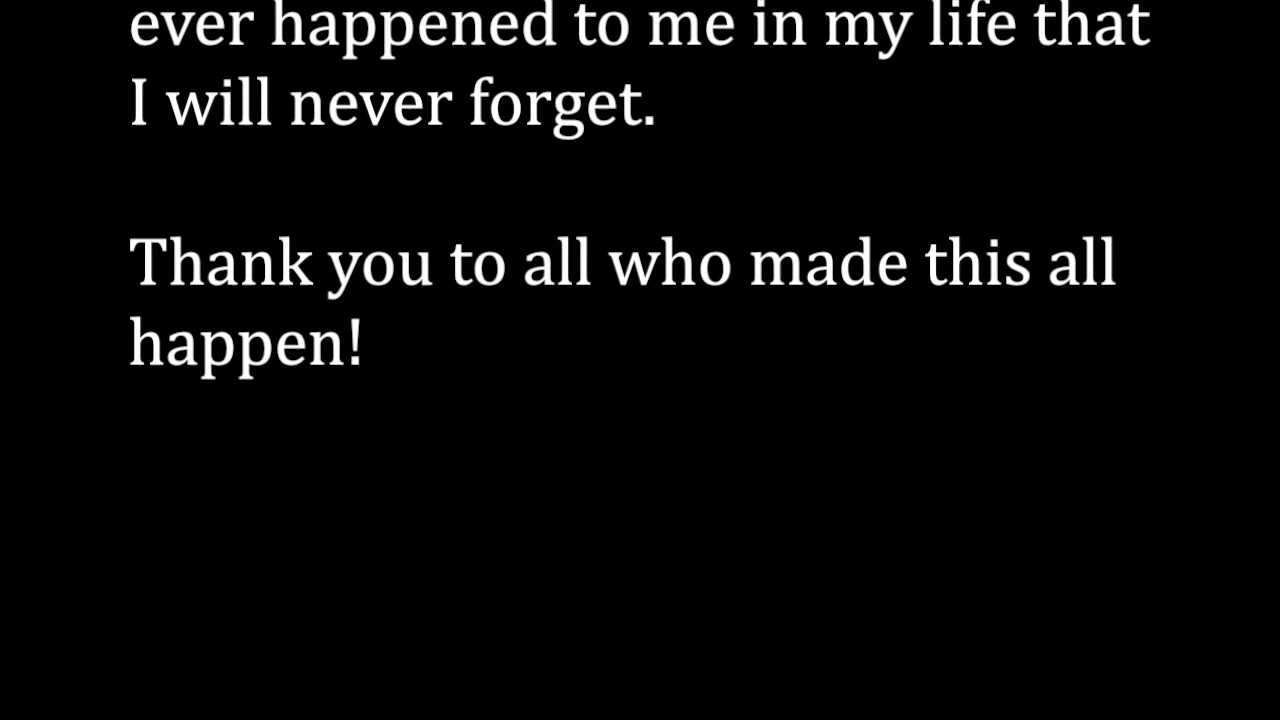 ever happened to me in my life that
I will never forget.
Thank you to all who made this all
happen!